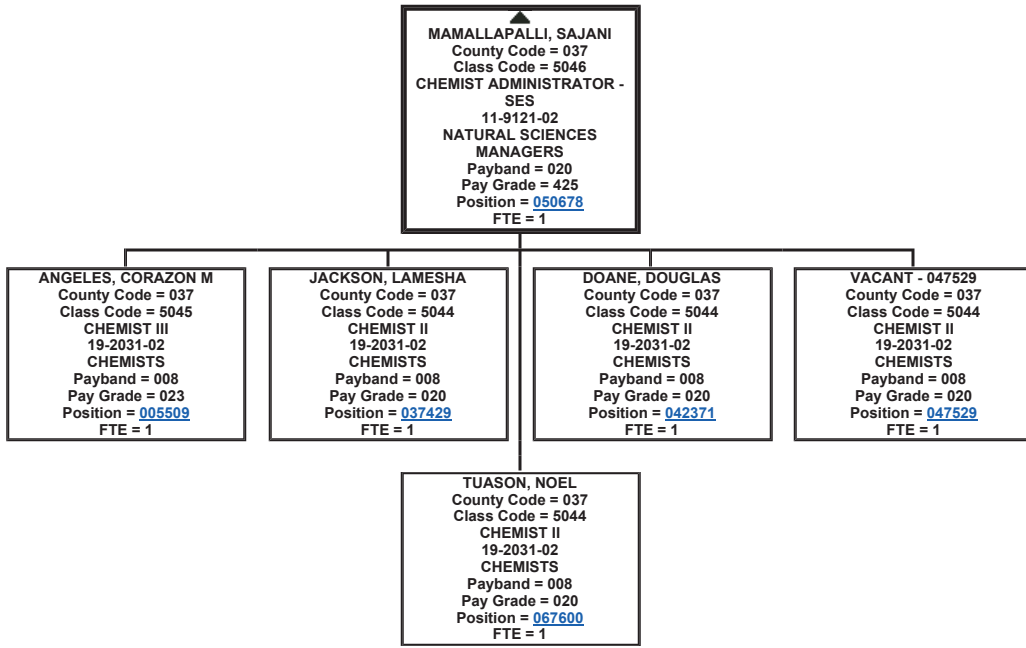 MAMALLAPALLI, SAJANI
County Code = 037
Class Code = 5046
CHEMIST ADMINISTRATOR -
SES
11-9121-02
NATURAL SCIENCES
MANAGERS
Payband = 020
Pay Grade = 425
Position = 050678
FTE = 1
ANGELES, CORAZON M
County Code = 037
Class Code = 5045
CHEMIST III
19-2031-02
CHEMISTS
Payband = 008
Pay Grade = 023
Position = 005509
FTE = 1
JACKSON, LAMESHA
County Code = 037
Class Code = 5044
CHEMIST II
19-2031-02
CHEMISTS
Payband = 008
Pay Grade = 020
Position = 037429
FTE = 1
DOANE, DOUGLAS
County Code = 037
Class Code = 5044
CHEMIST II
19-2031-02
CHEMISTS
Payband = 008
Pay Grade = 020
Position = 042371
FTE = 1
VACANT - 047529
County Code = 037
Class Code = 5044
CHEMIST II
19-2031-02
CHEMISTS
Payband = 008
Pay Grade = 020
Position = 047529
FTE = 1
TUASON, NOEL
County Code = 037
Class Code = 5044
CHEMIST II
19-2031-02
CHEMISTS
Payband = 008
Pay Grade = 020
Position = 067600
FTE = 1